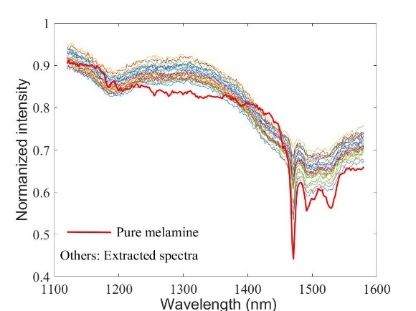 1
0.9
0.8
0.7
0.6
0.5
0.4
Normanized intensity
Pure melamine
Others: Extracted spectra
1100 1200 1300 1400 1500 1600
Wavelength (nm)